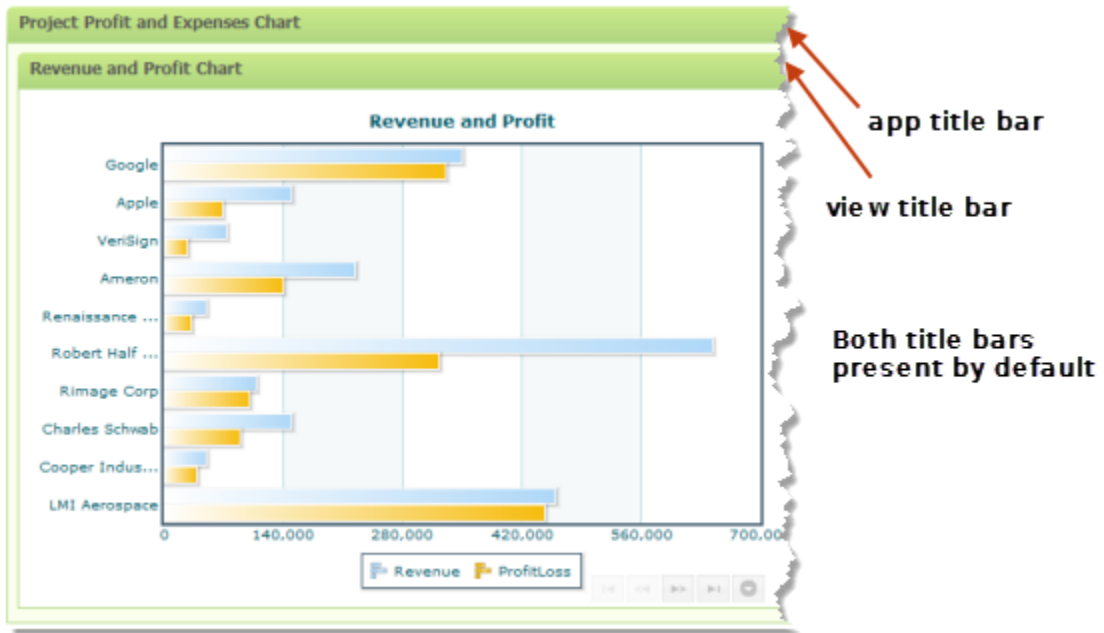 Project Profit and Expenses Chart
Revenue and Profit Chart
app title bar
view title bar
Both title bars
present by default
Revenue and Profit
Google
Apple
VeriSign
Ameron
Renaissance ...
Robert Half ...
Rimage Corp
Charles Schwab
Cooper Indus...
LMI Aerospace
0 140,000 280,000 420,000 560,000 700,00
Revenue ProfitLoss